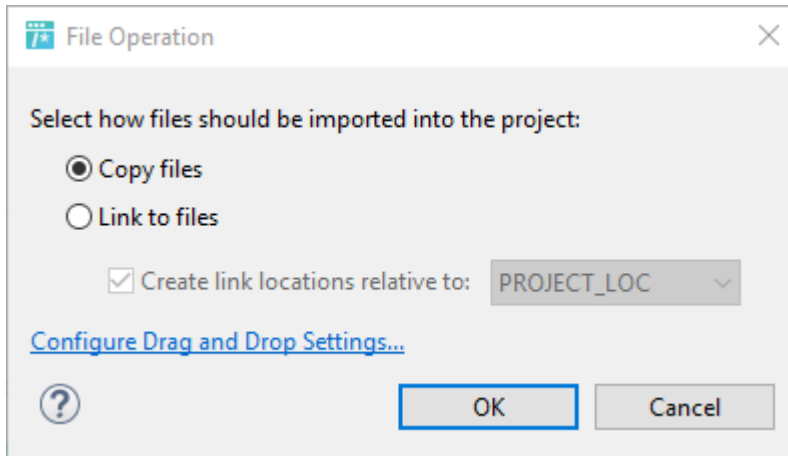 File Operation
Select how files should be imported into the project:
Copy files
Link to files
Create link locations relative to: PROJECT_LOC
Configure Drag and Drop Settings...
? OK Cancel